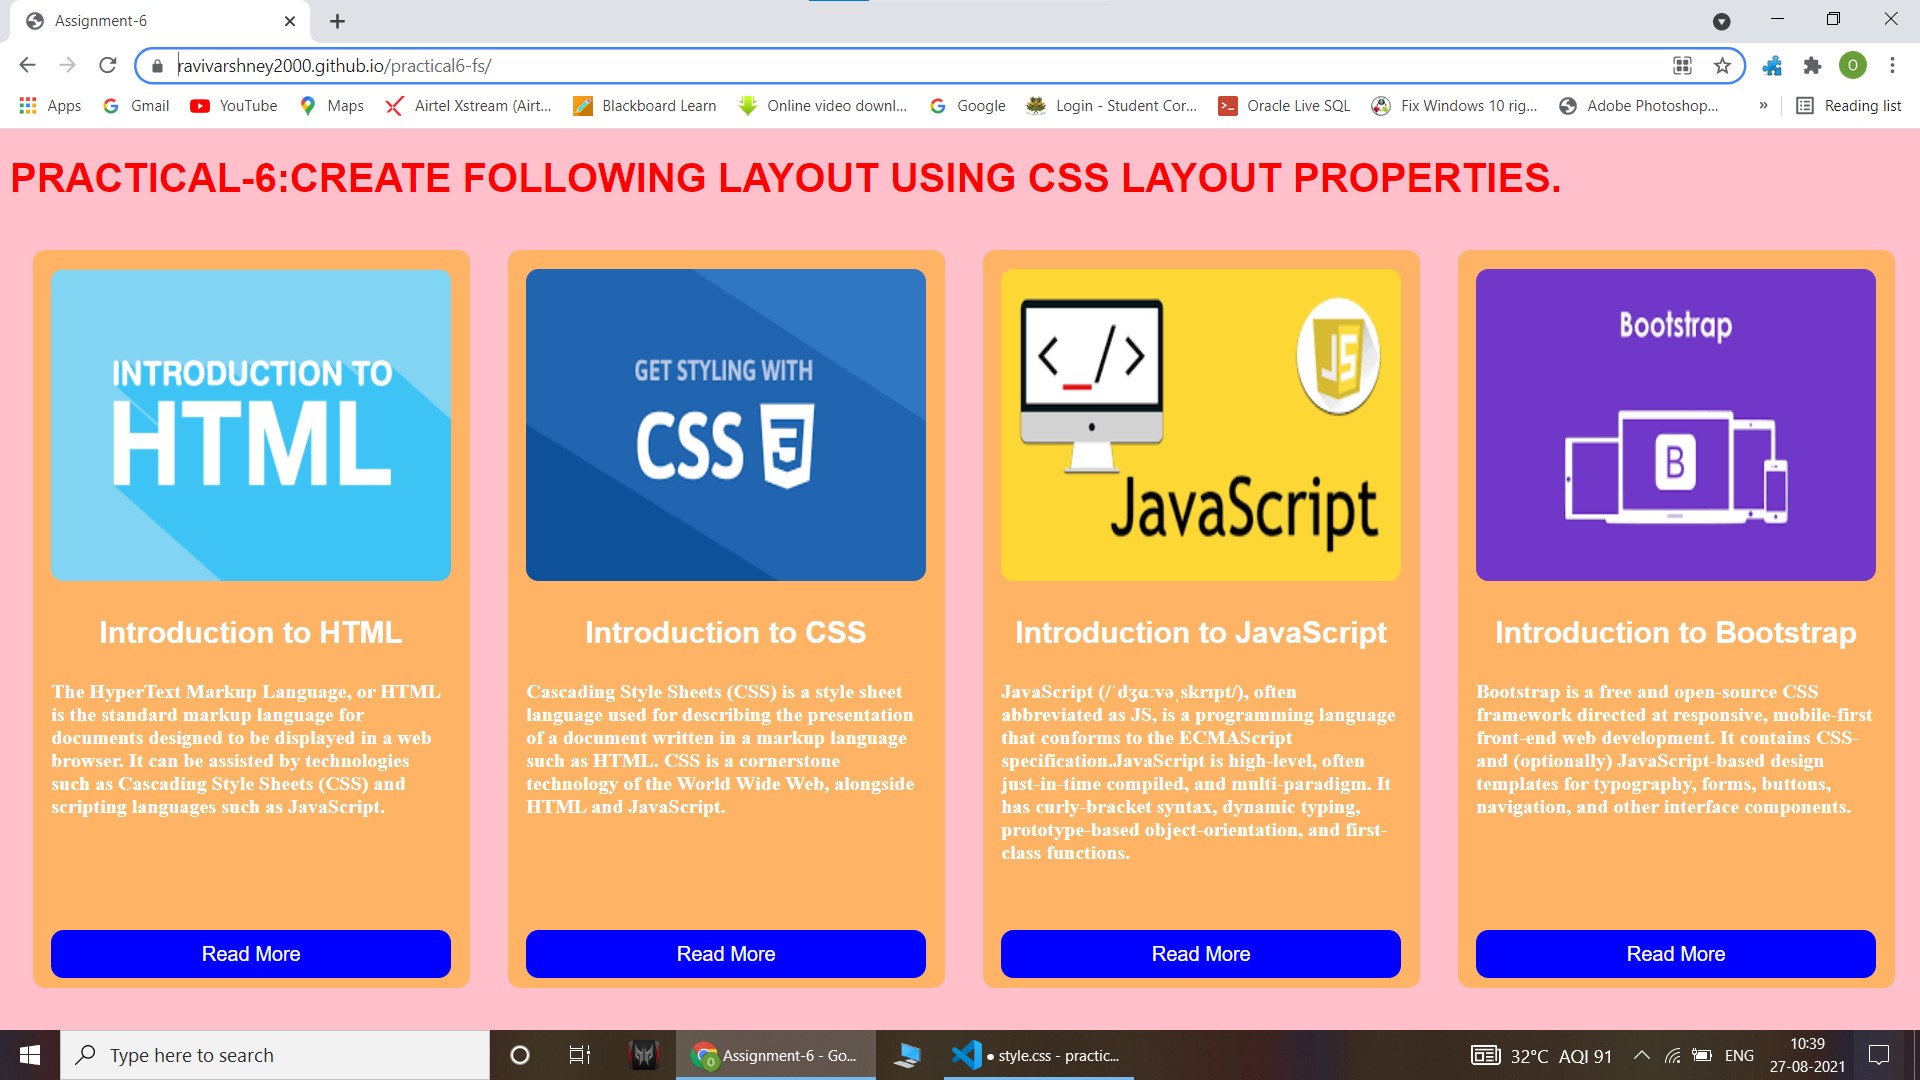 Assignment-6
ravivarshney2000.github.io/practical6-fs/
O
Apps Gmail YouTube Maps Airtel Xstream (Airt... Blackboard Learn Online video downl... Google Login - Student Cor... Oracle Live SQL Fix Windows 10 rig... Adobe Photoshop... » Reading list
PRACTICAL-6:CREATE FOLLOWING LAYOUT USING CSS LAYOUT PROPERTIES.
INTRODUCTION TO
HTML
Introduction to HTML
The HyperText Markup Language, or HTML
is the standard markup language for
documents designed to be displayed in a web
browser. It can be assisted by technologies
such as Cascading Style Sheets (CSS) and
scripting languages such as JavaScript.
Read More
GET STYLING WITH
CSS 3
Introduction to CSS
Cascading Style Sheets (CSS) is a style sheet
language used for describing the presentation
of a document written in a markup language
such as HTML. CSS is a cornerstone
technology of the World Wide Web, alongside
HTML and JavaScript.
Read More
<_/>
JS
JavaScript
Introduction to JavaScript
JavaScript (/ˈdʒɑːvəˌskrɪpt/), often
abbreviated as JS, is a programming language
that conforms to the ECMAScript
specification.JavaScript is high-level, often
just-in-time compiled, and multi-paradigm. It
has curly-bracket syntax, dynamic typing,
prototype-based object-orientation, and first-
class functions.
Read More
Bootstrap
B
Introduction to Bootstrap
Bootstrap is a free and open-source CSS
framework directed at responsive, mobile-first
front-end web development. It contains CSS-
and (optionally) JavaScript-based design
templates for typography, forms, buttons,
navigation, and other interface components.
Read More
Type here to search
Assignment-6 - Go...
● style.css - practic...
32°C AQI 91
ENG
10:39
27-08-2021